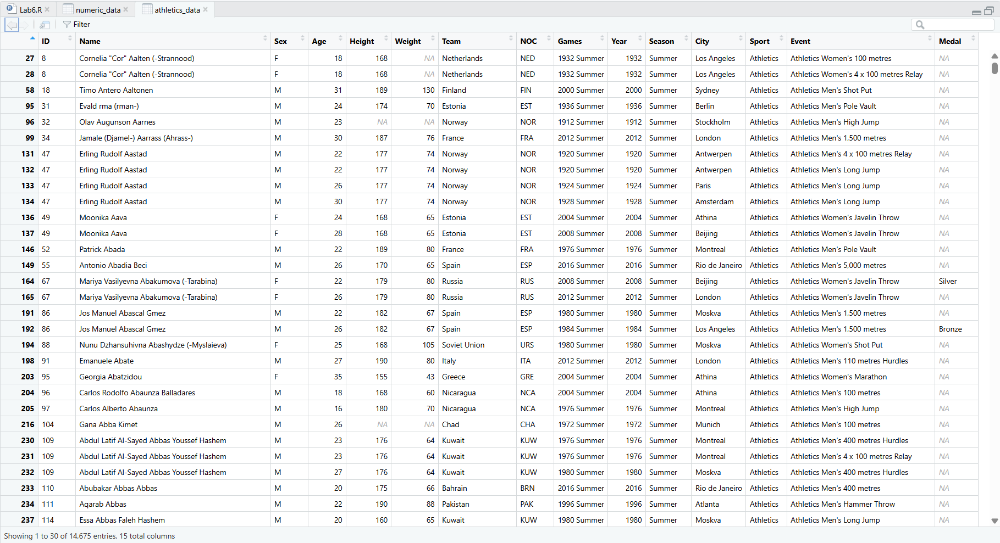 Lab6.R numeric_data athletics_data
Filter
ID Name Sex Age Height Weight Team NOC Games Year Season City Sport Event Medal
27 8 Cornelia "Cor" Aalten (-Strannood) F 18 168 NA Netherlands NED 1932 Summer 1932 Summer Los Angeles Athletics Athletics Women's 100 metres NA
28 8 Cornelia "Cor" Aalten (-Strannood) F 18 168 NA Netherlands NED 1932 Summer 1932 Summer Los Angeles Athletics Athletics Women's 4 x 100 metres Relay NA
58 18 Timo Antero Aaltonen M 31 189 130 Finland FIN 2000 Summer 2000 Summer Sydney Athletics Athletics Men's Shot Put NA
95 31 Evald rma (rman-) M 24 174 70 Estonia EST 1936 Summer 1936 Summer Berlin Athletics Athletics Men's Pole Vault NA
96 32 Olav Augunson Aarnes M 23 NA NA Norway NOR 1912 Summer 1912 Summer Stockholm Athletics Athletics Men's High Jump NA
99 34 Jamale (Djamel-) Aarrass (Ahrass-) M 30 187 76 France FRA 2012 Summer 2012 Summer London Athletics Athletics Men's 1,500 metres NA
131 47 Erling Rudolf Aastad M 22 177 74 Norway NOR 1920 Summer 1920 Summer Antwerpen Athletics Athletics Men's 4 x 100 metres Relay NA
132 47 Erling Rudolf Aastad M 22 177 74 Norway NOR 1920 Summer 1920 Summer Antwerpen Athletics Athletics Men's Long Jump NA
133 47 Erling Rudolf Aastad M 26 177 74 Norway NOR 1924 Summer 1924 Summer Paris Athletics Athletics Men's Long Jump NA
134 47 Erling Rudolf Aastad M 30 177 74 Norway NOR 1928 Summer 1928 Summer Amsterdam Athletics Athletics Men's Long Jump NA
136 49 Moonika Aava F 24 168 65 Estonia EST 2004 Summer 2004 Summer Athina Athletics Athletics Women's Javelin Throw NA
137 49 Moonika Aava F 28 168 65 Estonia EST 2008 Summer 2008 Summer Beijing Athletics Athletics Women's Javelin Throw NA
146 52 Patrick Abada M 22 189 80 France FRA 1976 Summer 1976 Summer Montreal Athletics Athletics Men's Pole Vault NA
149 55 Antonio Abadia Beci M 26 170 65 Spain ESP 2016 Summer 2016 Summer Rio de Janeiro Athletics Athletics Men's 5,000 metres NA
164 67 Mariya Vasilyevna Abakumova (-Tarabina) F 22 179 80 Russia RUS 2008 Summer 2008 Summer Beijing Athletics Athletics Women's Javelin Throw Silver
165 67 Mariya Vasilyevna Abakumova (-Tarabina) F 26 179 80 Russia RUS 2012 Summer 2012 Summer London Athletics Athletics Women's Javelin Throw NA
191 86 Jos Manuel Abascal Gmez M 22 182 67 Spain ESP 1980 Summer 1980 Summer Moskva Athletics Athletics Men's 1,500 metres NA
192 86 Jos Manuel Abascal Gmez M 26 182 67 Spain ESP 1984 Summer 1984 Summer Los Angeles Athletics Athletics Men's 1,500 metres Bronze
194 88 Nunu Dzhansuhivna Abashydze (-Myslaieva) F 25 168 105 Soviet Union URS 1980 Summer 1980 Summer Moskva Athletics Athletics Women's Shot Put NA
198 91 Emanuele Abate M 27 190 80 Italy ITA 2012 Summer 2012 Summer London Athletics Athletics Men's 110 metres Hurdles NA
203 95 Georgia Abatzidou F 35 155 43 Greece GRE 2004 Summer 2004 Summer Athina Athletics Athletics Women's Marathon NA
204 96 Carlos Rodolfo Abaunza Balladares M 18 168 60 Nicaragua NCA 2004 Summer 2004 Summer Athina Athletics Athletics Men's 100 metres NA
205 97 Carlos Alberto Abaunza M 16 180 70 Nicaragua NCA 1976 Summer 1976 Summer Montreal Athletics Athletics Men's High Jump NA
216 104 Gana Abba Kimet M 26 NA NA Chad CHA 1972 Summer 1972 Summer Munich Athletics Athletics Men's 100 metres NA
230 109 Abdul Latif Al-Sayed Abbas Youssef Hashem M 23 176 64 Kuwait KUW 1976 Summer 1976 Summer Montreal Athletics Athletics Men's 400 metres Hurdles NA
231 109 Abdul Latif Al-Sayed Abbas Youssef Hashem M 23 176 64 Kuwait KUW 1976 Summer 1976 Summer Montreal Athletics Athletics Men's 4 x 100 metres Relay NA
232 109 Abdul Latif Al-Sayed Abbas Youssef Hashem M 27 176 64 Kuwait KUW 1980 Summer 1980 Summer Moskva Athletics Athletics Men's 400 metres Hurdles NA
233 110 Abubakar Abbas Abbas M 20 175 66 Bahrain BRN 2016 Summer 2016 Summer Rio de Janeiro Athletics Athletics Men's 400 metres NA
234 111 Aqarab Abbas M 22 190 88 Pakistan PAK 1996 Summer 1996 Summer Atlanta Athletics Athletics Men's Hammer Throw NA
237 114 Essa Abbas Faleh Hashem M 20 160 65 Kuwait KUW 1980 Summer 1980 Summer Moskva Athletics Athletics Men's Long Jump NA
Showing 1 to 30 of 14,675 entries, 15 total columns